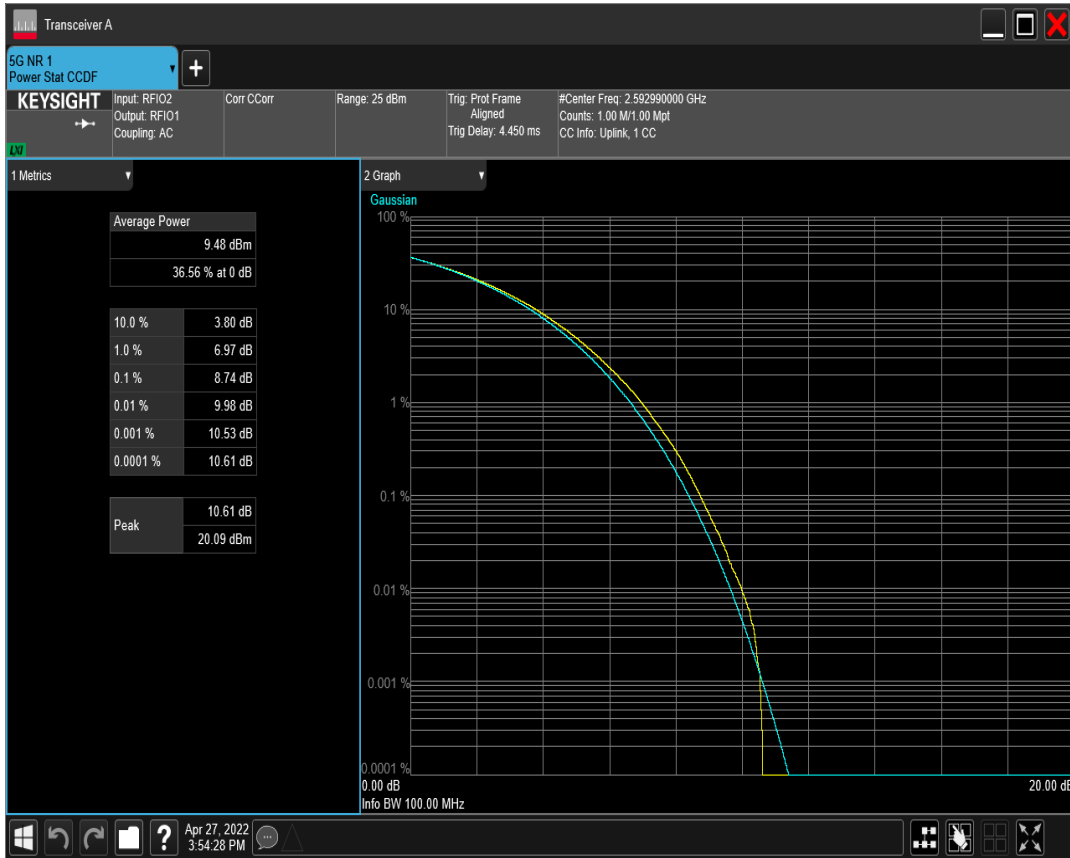 Transceiver A
5G NR 1
Power Stat CCDF
KEYSIGHT
LXI
Input: RFIO2
Output: RFIO1
Coupling: AC
Corr CCorr
Range: 25 dBm
Trig: Prot Frame
Aligned
Trig Delay: 4.450 ms
#Center Freq: 2.592990000 GHz
Counts: 1.00 M/1.00 Mpt
CC Info: Uplink, 1 CC
1 Metrics
Average Power
9.48 dBm
36.56 % at 0 dB
10.0 % 3.80 dB
1.0 % 6.97 dB
0.1 % 8.74 dB
0.01 % 9.98 dB
0.001 % 10.53 dB
0.0001 % 10.61 dB
Peak
10.61 dB
20.09 dBm
2 Graph
Gaussian
100 %
10 %
1 %
0.1 %
0.01 %
0.001 %
0.0001 %
0.00 dB 20.00 dB
Info BW 100.00 MHz
Apr 27, 2022
3:54:28 PM